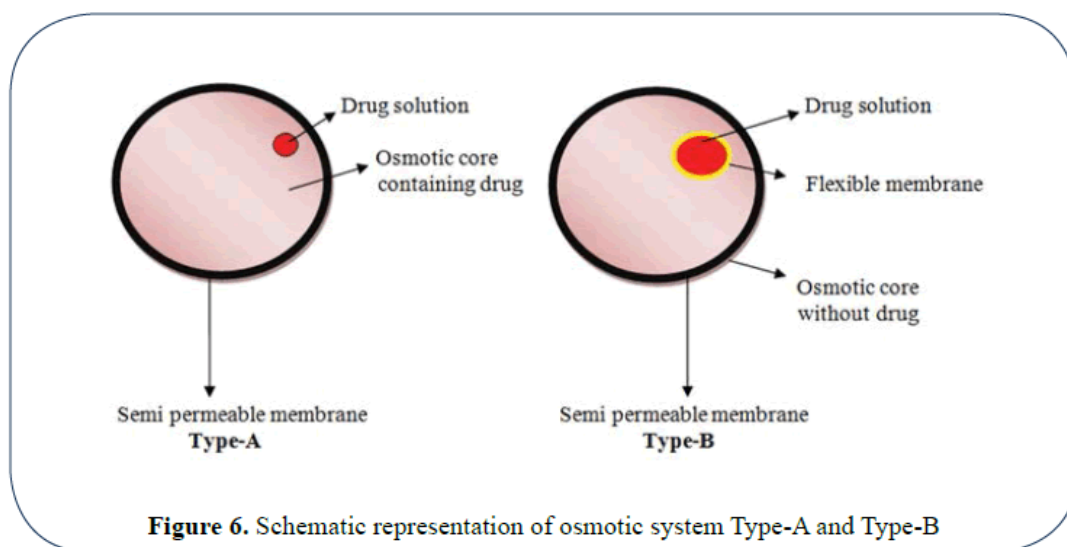 Drug solution
Osmotic core
containing drug
Semi permeable membrane
Type-A
Drug solution
Flexible membrane
Osmotic core
without drug
Semi permeable membrane
Type-B
Figure 6. Schematic representation of osmotic system Type-A and Type-B